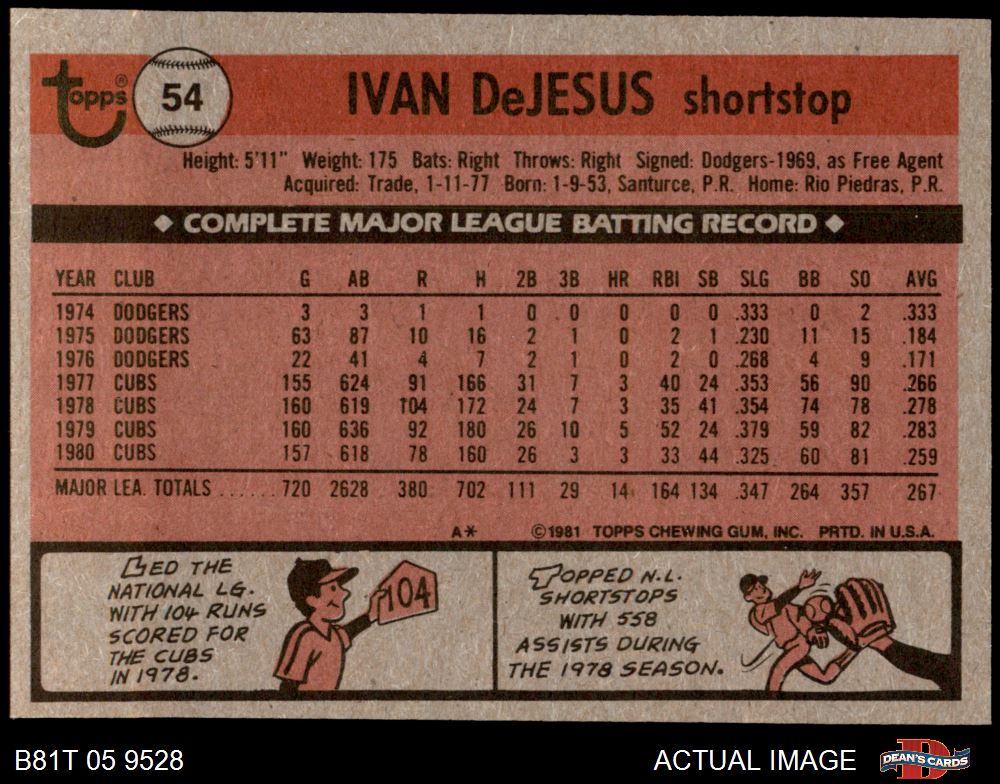 Topps ® 54 IVAN DeJESUS shortstop
Height: 5'11" Weight: 175 Bats: Right Throws: Right Signed: Dodgers-1969, as Free Agent
Acquired: Trade, 1-11-77 Born: 1-9-53, Santurce, P.R. Home: Rio Piedras, P.R.
◆ COMPLETE MAJOR LEAGUE BATTING RECORD ◆
YEAR CLUB G AB R H 2B 3B HR RBI SB SLG BB SO AVG
1974 DODGERS 3 3 1 1 0 0 0 0 0 .333 0 2 .333
1975 DODGERS 63 87 10 16 2 1 0 2 1 .230 11 15 .184
1976 DODGERS 22 41 4 7 2 1 0 2 0 .268 4 9 .171
1977 CUBS 155 624 91 166 31 7 3 40 24 .353 56 90 .266
1978 CUBS 160 619 104 172 24 7 3 35 41 .354 74 78 .278
1979 CUBS 160 636 92 180 26 10 5 52 24 .379 59 82 .283
1980 CUBS 157 618 78 160 26 3 3 33 44 .325 60 81 .259
MAJOR LEA. TOTALS ...... 720 2628 380 702 111 29 14 164 134 .347 264 357 .267
A* ©1981 TOPPS CHEWING GUM, INC. PRTD. IN U.S.A.
LED THE
NATIONAL LG.
WITH 104 RUNS
SCORED FOR
THE CUBS
IN 1978.
104
TOPPED N.L.
SHORTSTOPS
WITH 558
ASSISTS DURING
THE 1978 SEASON.
B81T 05 9528 ACTUAL IMAGE D DEAN'S CARDS